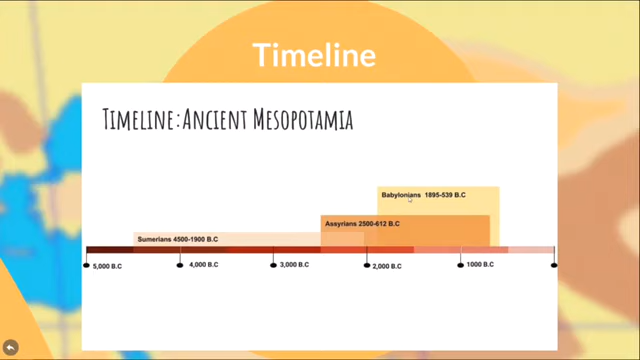 Timeline
TIMELINE:ANCIENT MESOPOTAMIA
Babylonians 1895-539 B.C
Assyrians 2500-612 B.C
Sumerians 4500-1900 B.C
5,000 B.C 4,000 B.C 3,000 B.C 2,000 B.C 1000 B.C